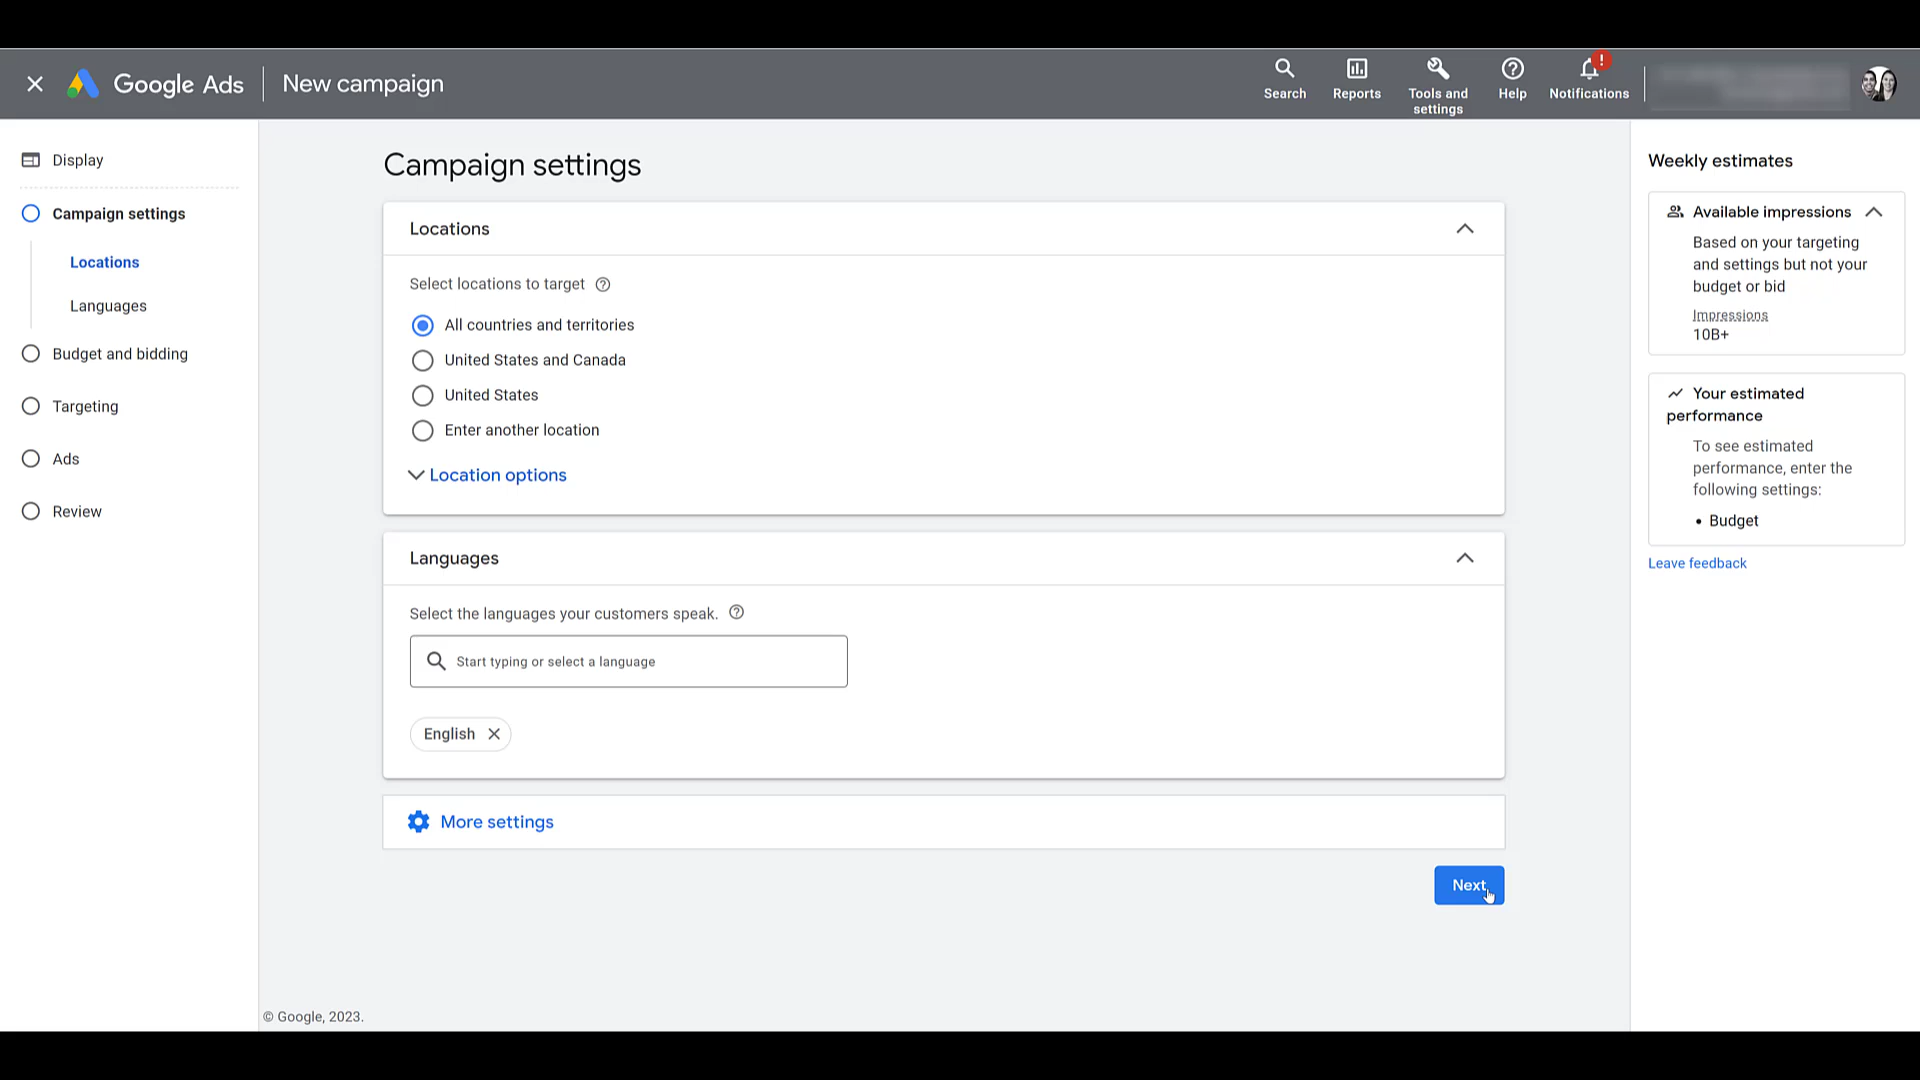 Google Ads
New campaign
Search
Reports
Tools and
settings
Help
Notifications
!
Display
Campaign settings
Locations
Languages
Budget and bidding
Targeting
Ads
Review
Campaign settings
Locations
Select locations to target
All countries and territories
United States and Canada
United States
Enter another location
Location options
Languages
Select the languages your customers speak.
Start typing or select a language
English
More settings
Next
© Google, 2023.
Weekly estimates
Available impressions
Based on your targeting
and settings but not your
budget or bid
Impressions
10B+
Your estimated
performance
To see estimated
performance, enter the
following settings:
• Budget
Leave feedback